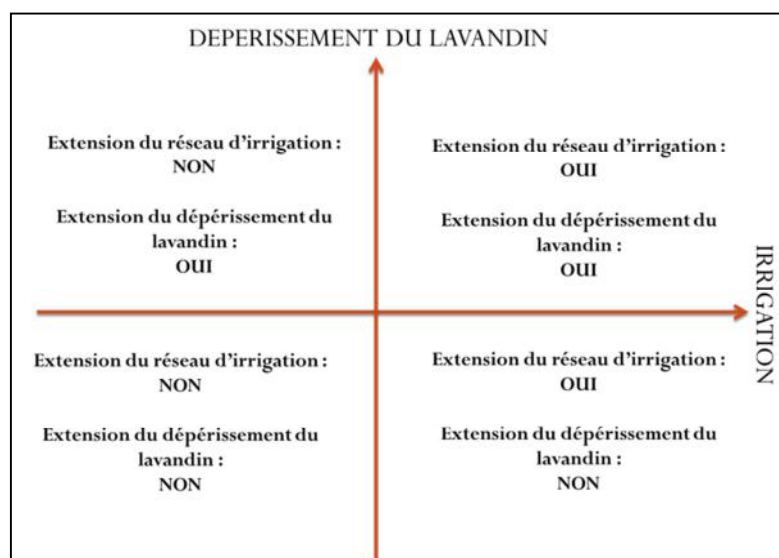 DEPERISSEMENT DU LAVANDIN
Extension du réseau d’irrigation :
NON
Extension du dépérissement du
lavandin :
OUI
Extension du réseau d’irrigation :
OUI
Extension du dépérissement du
lavandin :
OUI
IRRIGATION
Extension du réseau d’irrigation :
NON
Extension du dépérissement du
lavandin :
NON
Extension du réseau d’irrigation :
OUI
Extension du dépérissement du
lavandin :
NON